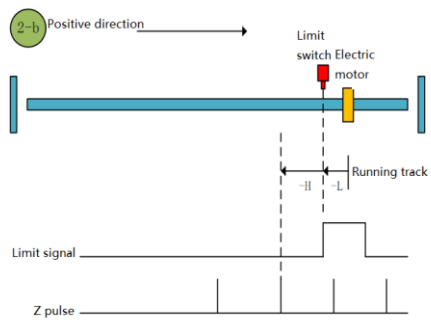 2-b Positive direction
Limit
switch Electric
motor
Running track
-H -L
Limit signal
Z pulse